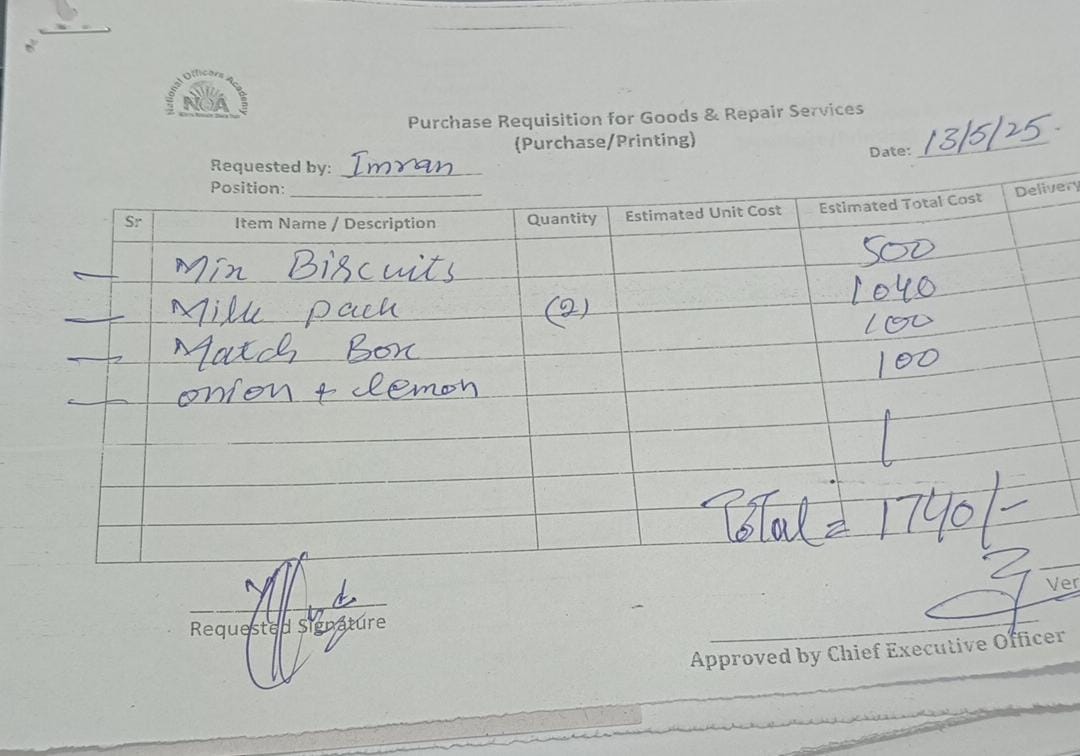 National Officers Academy
NOA
Purchase Requisition for Goods & Repair Services
(Purchase/Printing)
Date: 13/5/25
Requested by: Imran
Position:
Sr Item Name / Description Quantity Estimated Unit Cost Estimated Total Cost Delivery
Mix Biscuits 500
Milk pack (2) 1040
Match Box 100
onion + lemon 100
Total = 1740/-
Requested Signature
Ver
Approved by Chief Executive Officer